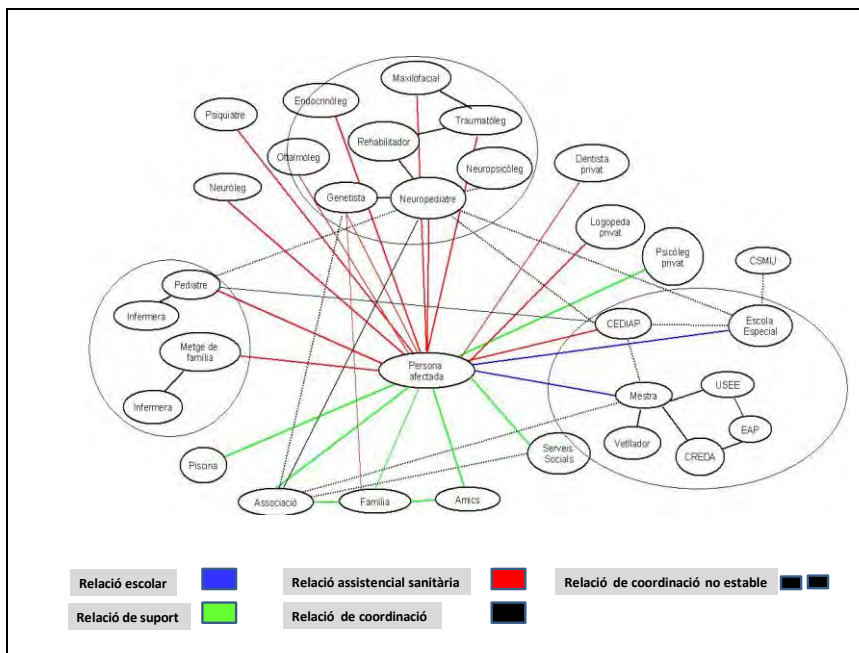 Maxilofacial
Endocrinòleg
Psiquiatre
Traumatòleg
Rehabilitador
Oftalmòleg
Neuropsicòleg
Dentista
privat
Neuròleg
Genetista
Neuropediatre
Logopeda
privat
Psicòleg
privat
CSMIJ
Pediatre
Infermera
CEDIAP
Escola
Especial
Metge de
família
Persona
afectada
Mestra
USEE
Infermera
Vetllador
EAP
CREDA
Piscina
Serveis
Socials
Associació
Família
Amics
Relació escolar
Relació assistencial sanitària
Relació de coordinació no estable
Relació de suport
Relació de coordinació